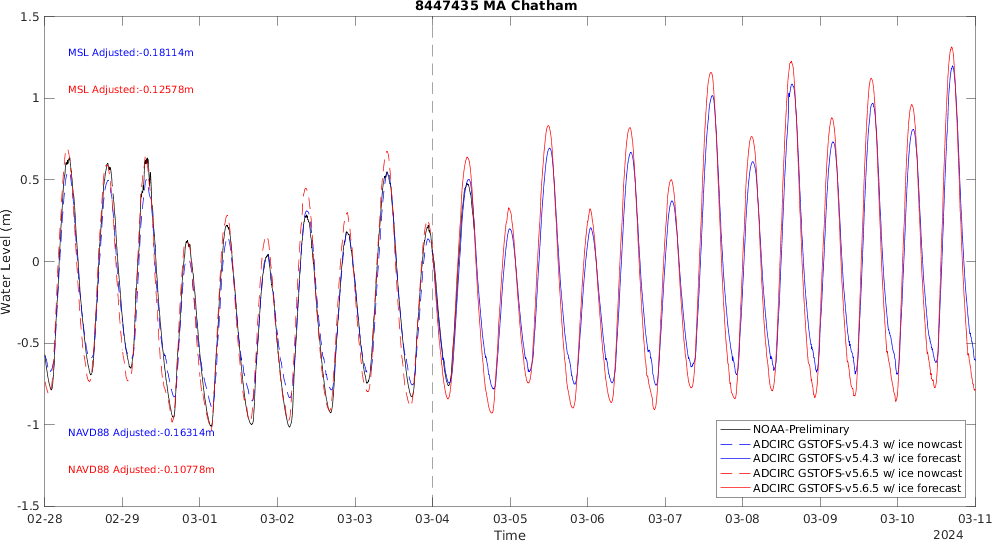 8447435 MA Chatham
1.5
1
0.5
0
-0.5
-1
-1.5
Water Level (m)
MSL Adjusted:-0.18114m
MSL Adjusted:-0.12578m
NAVD88 Adjusted:-0.16314m
NAVD88 Adjusted:-0.10778m
NOAA-Preliminary
ADCIRC GSTOFS-v5.4.3 w/ ice nowcast
ADCIRC GSTOFS-v5.4.3 w/ ice forecast
ADCIRC GSTOFS-v5.6.5 w/ ice nowcast
ADCIRC GSTOFS-v5.6.5 w/ ice forecast
02-28 02-29 03-01 03-02 03-03 03-04 03-05 03-06 03-07 03-08 03-09 03-10 03-11
Time
2024